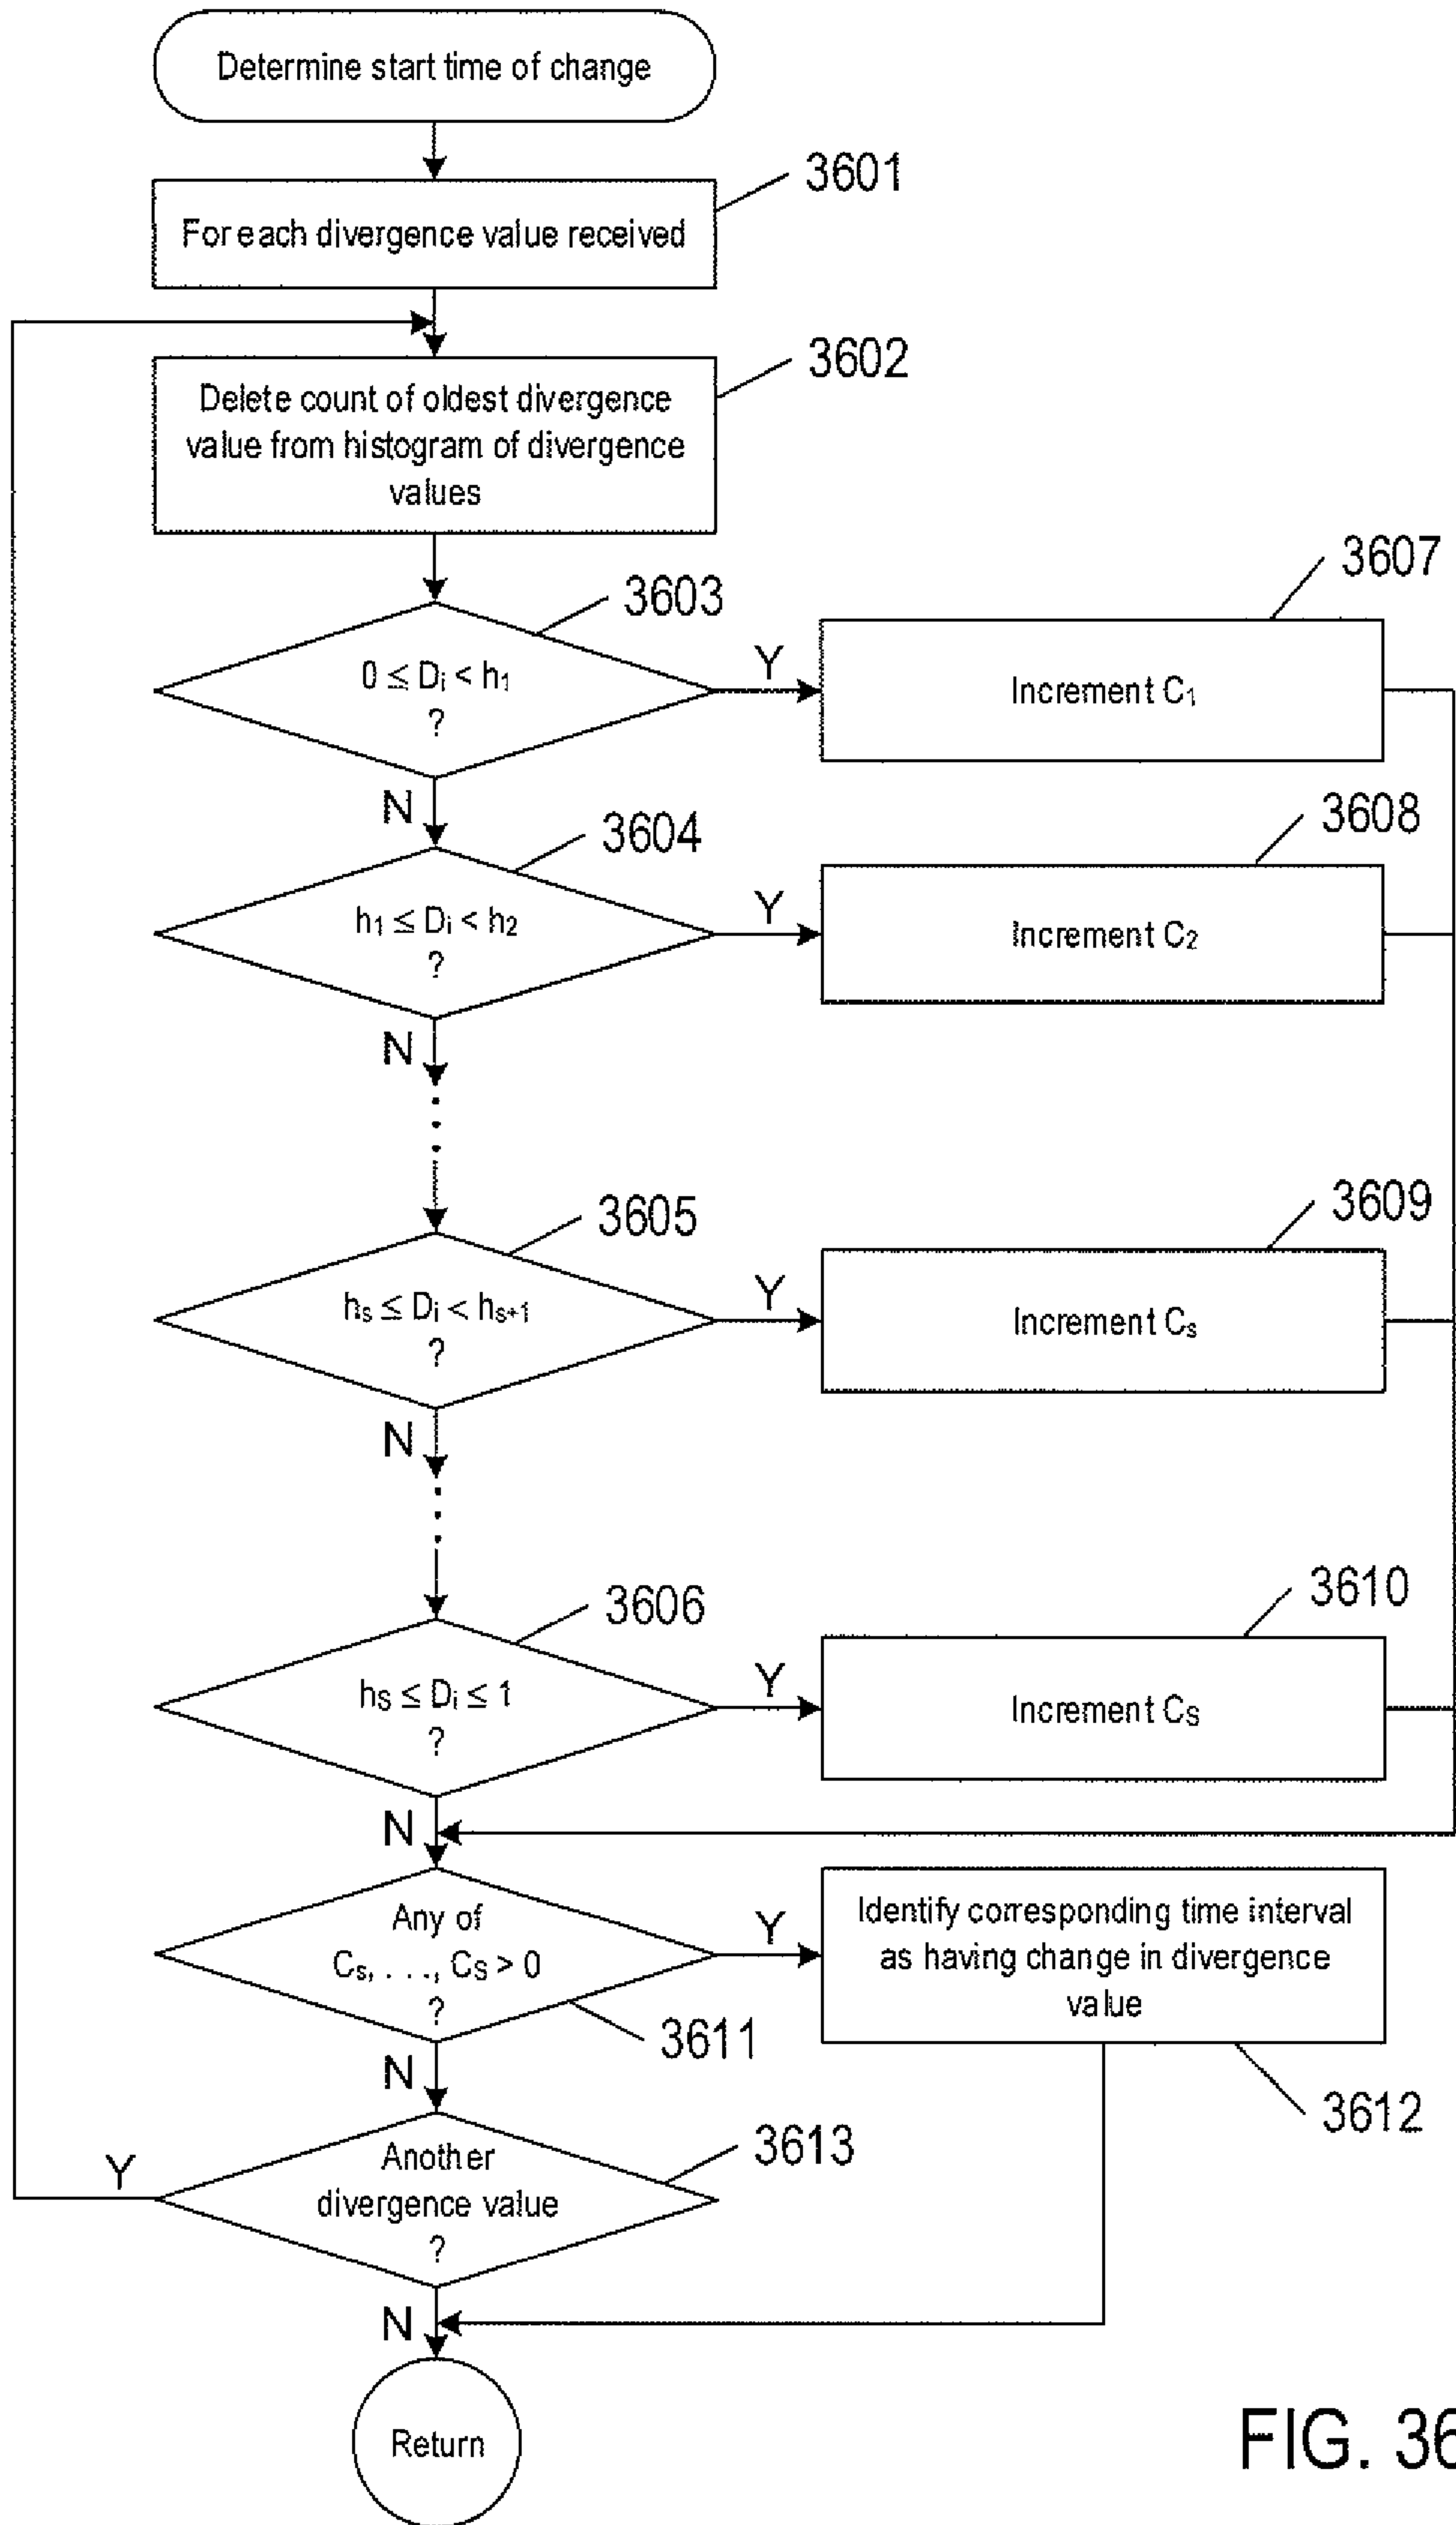 Determine start time of change
3601
For each divergence value received
3602
Delete count of oldest divergence
value from histogram of divergence
values
3603
0 ≤ Dᵢ < h₁
?
Y
3607
Increment C₁
N
3604
h₁ ≤ Dᵢ < h₂
?
Y
3608
Increment C₂
N
3605
hₛ ≤ Dᵢ < hₛ₊₁
?
Y
3609
Increment Cₛ
N
3606
h_S ≤ Dᵢ ≤ 1
?
Y
3610
Increment C_S
N
Any of
Cₛ, . . ., C_S > 0
?
3611
Y
Identify corresponding time interval
as having change in divergence
value
3612
N
Another
divergence value
?
3613
Y
N
Return
FIG. 36